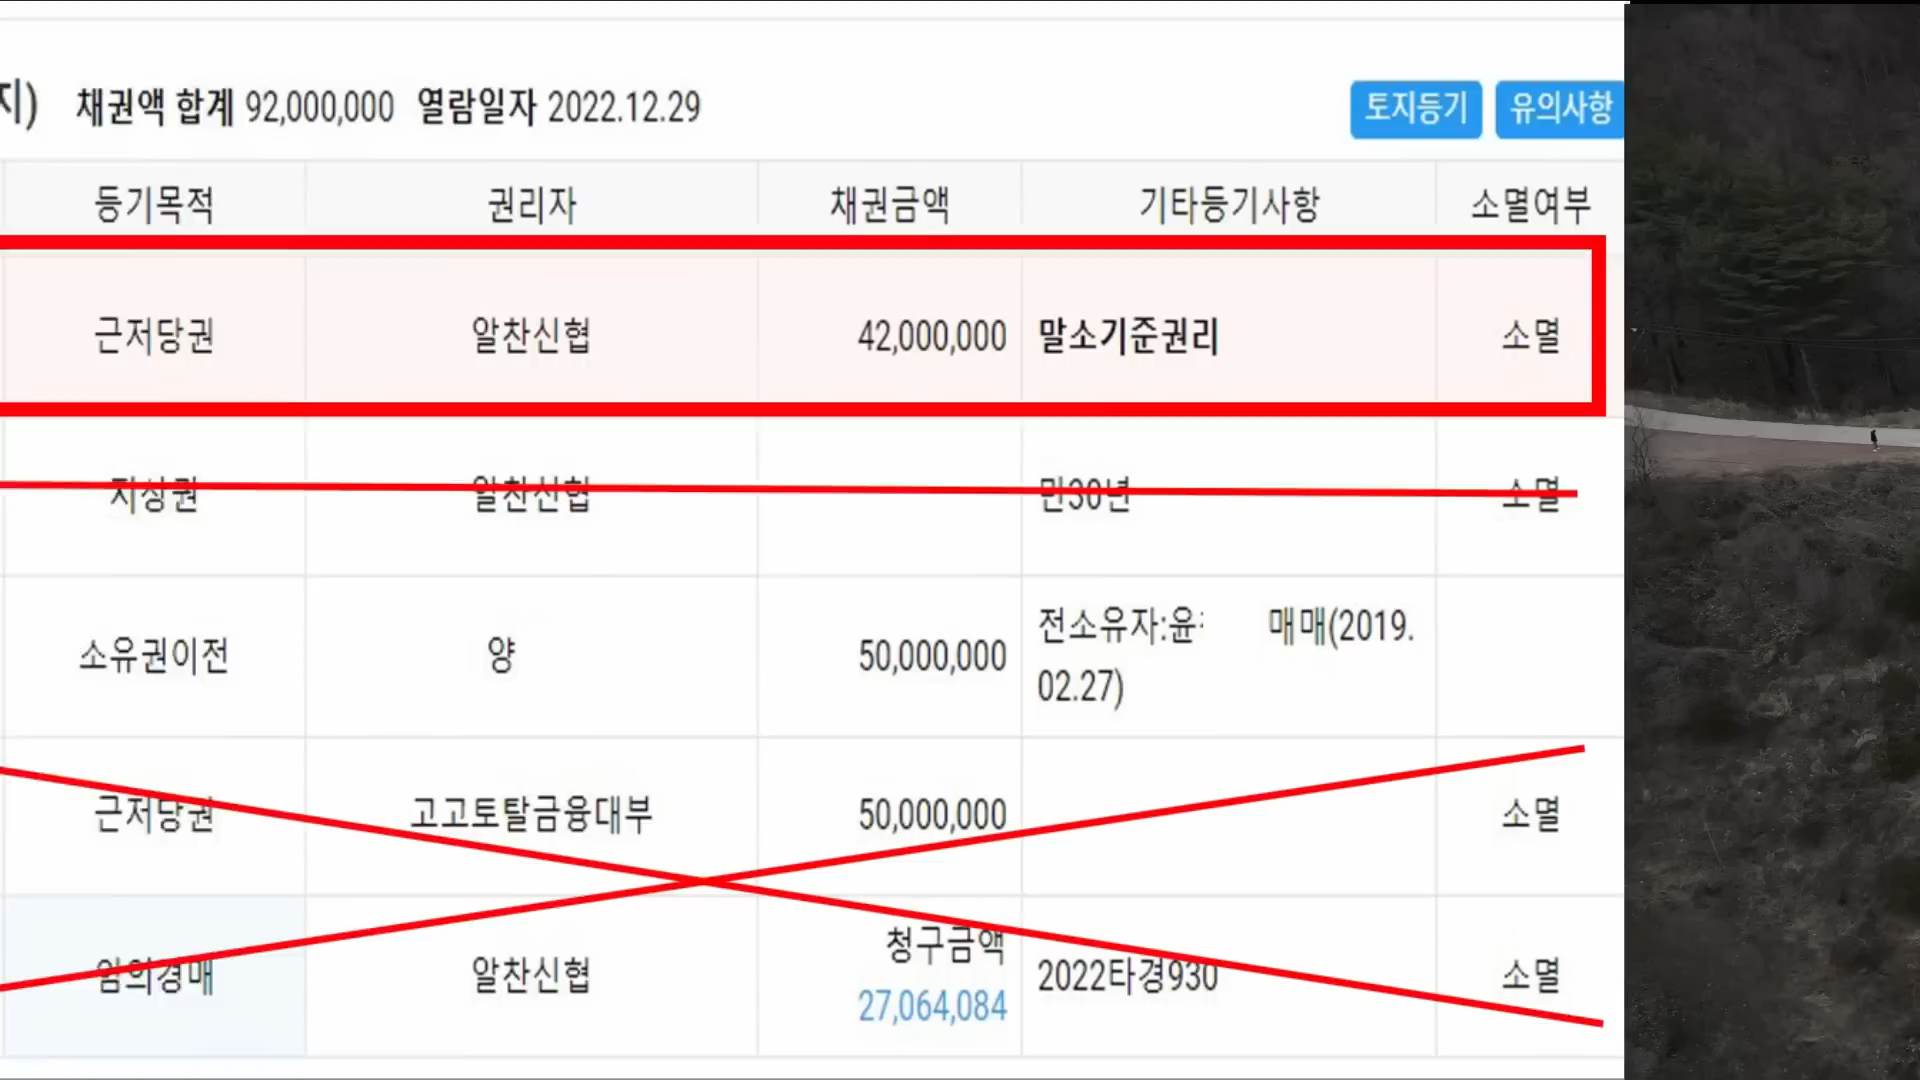 지) 채권액 합계 92,000,000 열람일자 2022.12.29 토지등기 유의사항
등기목적 권리자 채권금액 기타등기사항 소멸여부
근저당권 알찬신협 42,000,000 말소기준권리 소멸
지상권 알찬신협 만30년 소멸
소유권이전 양 50,000,000 전소유자:윤 매매(2019.
02.27)
근저당권 고고토탈금융대부 50,000,000 소멸
임의경매 알찬신협 청구금액
27,064,084 2022타경930 소멸